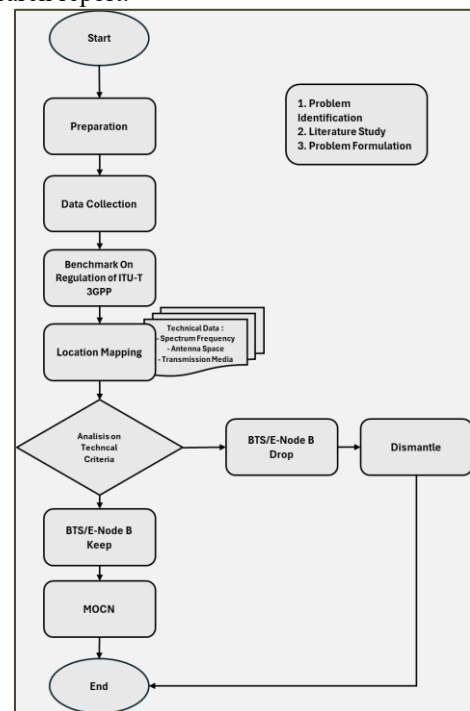 Start
1. Problem
Identification
2. Literature Study
3. Problem Formulation
Preparation
Data Collection
Benchmark On
Regulation of ITU-T
3GPP
Technical Data :
- Spectrum Frequency
- Antenna Space
- Transmission Media
Location Mapping
Analisis on
Techncal
Criteria
BTS/E-Node B
Drop
Dismantle
BTS/E-Node B
Keep
MOCN
End